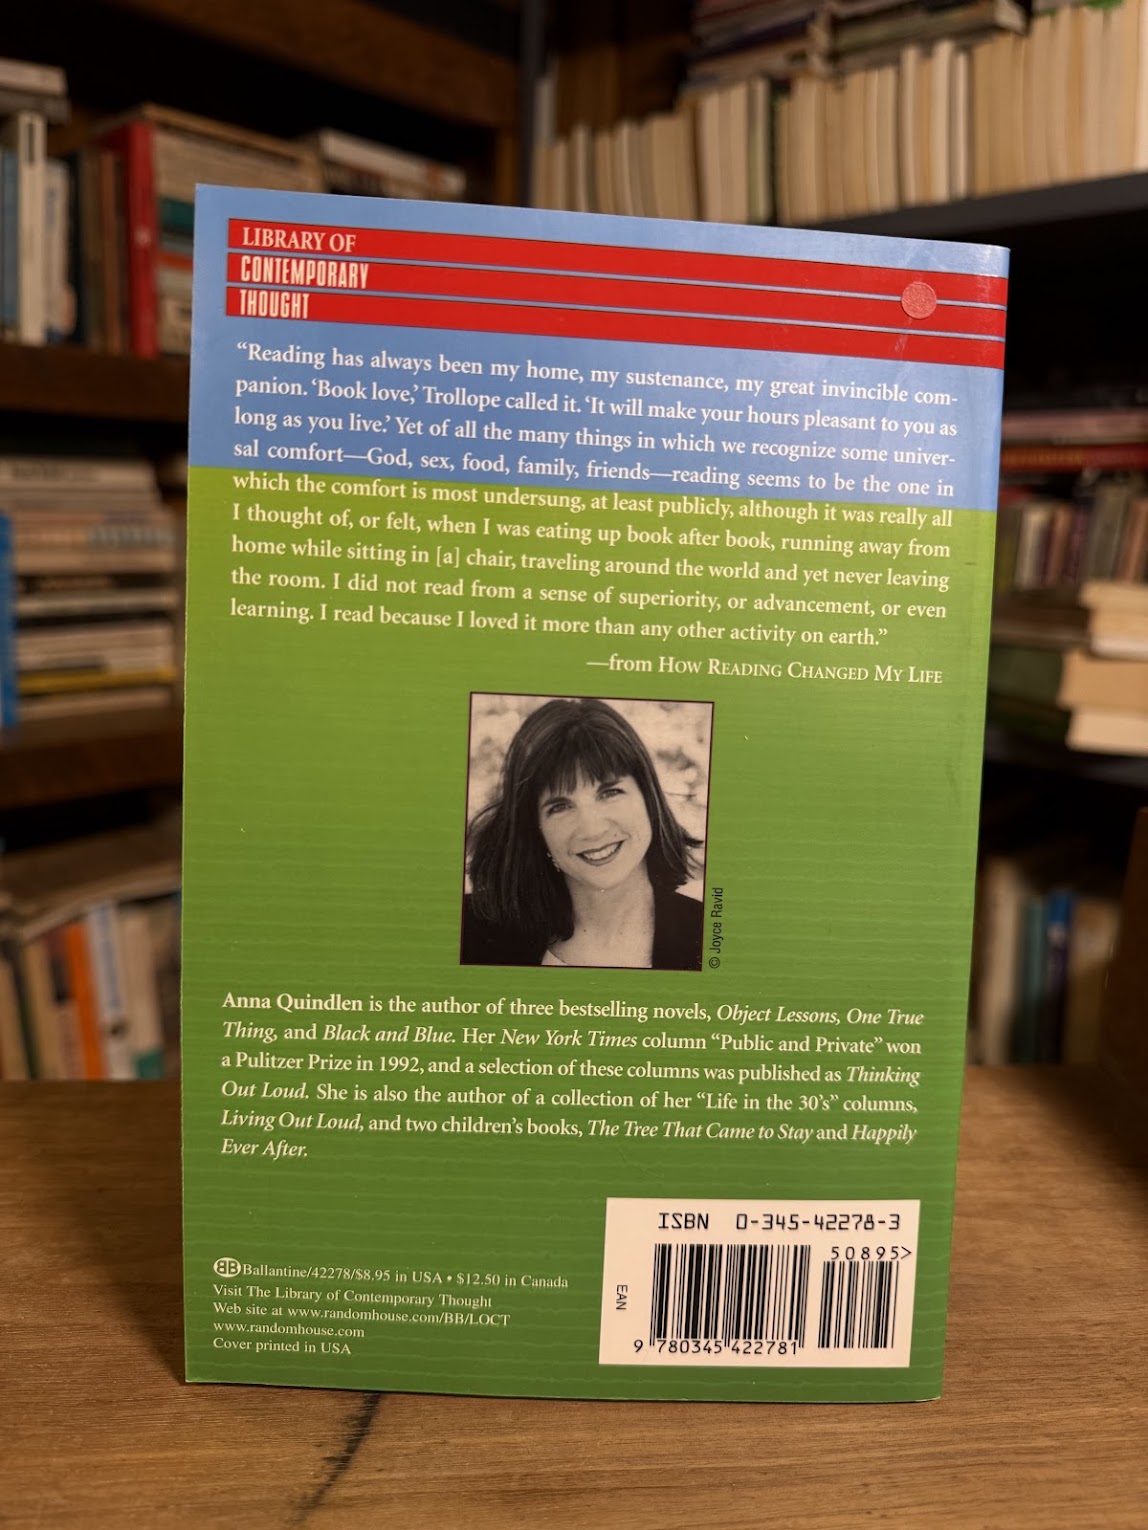 LIBRARY OF
CONTEMPORARY
THOUGHT
“Reading has always been my home, my sustenance, my great invincible com-
panion. ‘Book love,’ Trollope called it. ‘It will make your hours pleasant to you as
long as you live.’ Yet of all the many things in which we recognize some univer-
sal comfort—God, sex, food, family, friends—reading seems to be the one in
which the comfort is most undersung, at least publicly, although it was really all
I thought of, or felt, when I was eating up book after book, running away from
home while sitting in [a] chair, traveling around the world and yet never leaving
the room. I did not read from a sense of superiority, or advancement, or even
learning. I read because I loved it more than any other activity on earth.”
—from HOW READING CHANGED MY LIFE
© Joyce Ravid
Anna Quindlen is the author of three bestselling novels, Object Lessons, One True
Thing, and Black and Blue. Her New York Times column “Public and Private” won
a Pulitzer Prize in 1992, and a selection of these columns was published as Thinking
Out Loud. She is also the author of a collection of her “Life in the 30’s” columns,
Living Out Loud, and two children’s books, The Tree That Came to Stay and Happily
Ever After.
ISBN 0-345-42278-3
50895>
EAN
9 780345 422781
BB Ballantine/42278/$8.95 in USA • $12.50 in Canada
Visit The Library of Contemporary Thought
Web site at www.randomhouse.com/BB/LOCT
www.randomhouse.com
Cover printed in USA